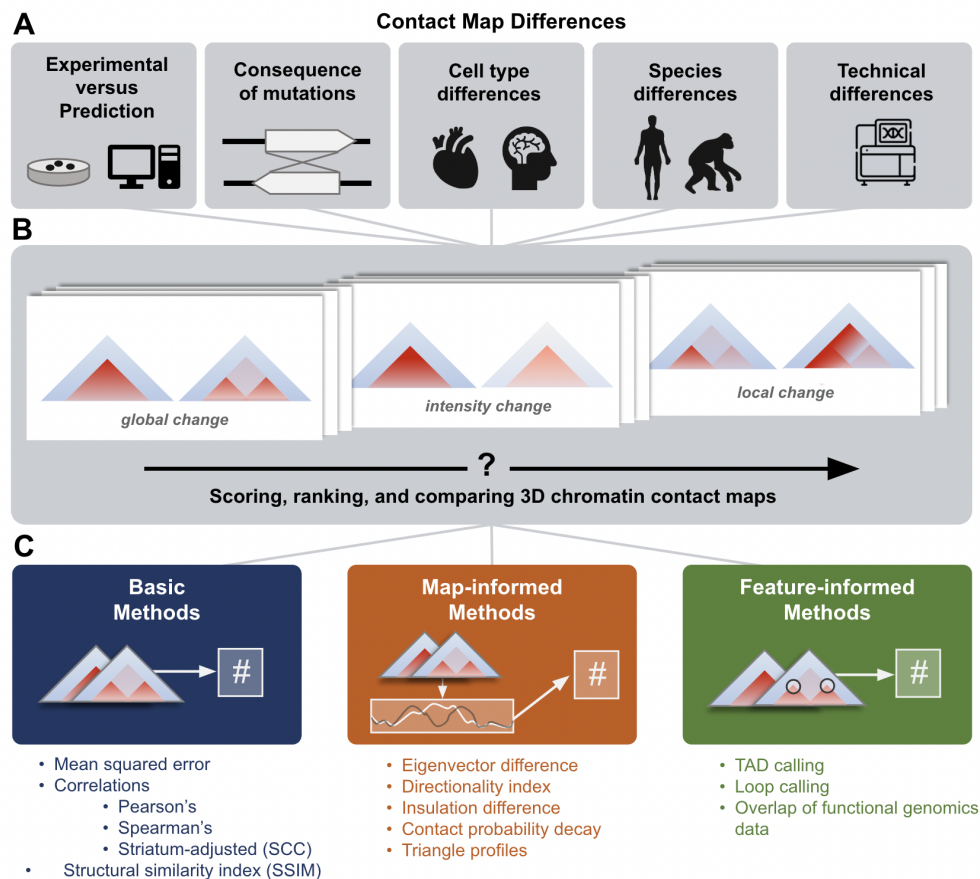 A
Contact Map Differences
Experimental
versus
Prediction
Consequence
of mutations
Cell type
differences
Species
differences
Technical
differences
B
global change
intensity change
local change
?
Scoring, ranking, and comparing 3D chromatin contact maps
C
Basic
Methods
#
• Mean squared error
• Correlations
• Pearson's
• Spearman's
• Striatum-adjusted (SCC)
• Structural similarity index (SSIM)
Map-informed
Methods
#
• Eigenvector difference
• Directionality index
• Insulation difference
• Contact probability decay
• Triangle profiles
Feature-informed
Methods
#
• TAD calling
• Loop calling
• Overlap of functional genomics
data